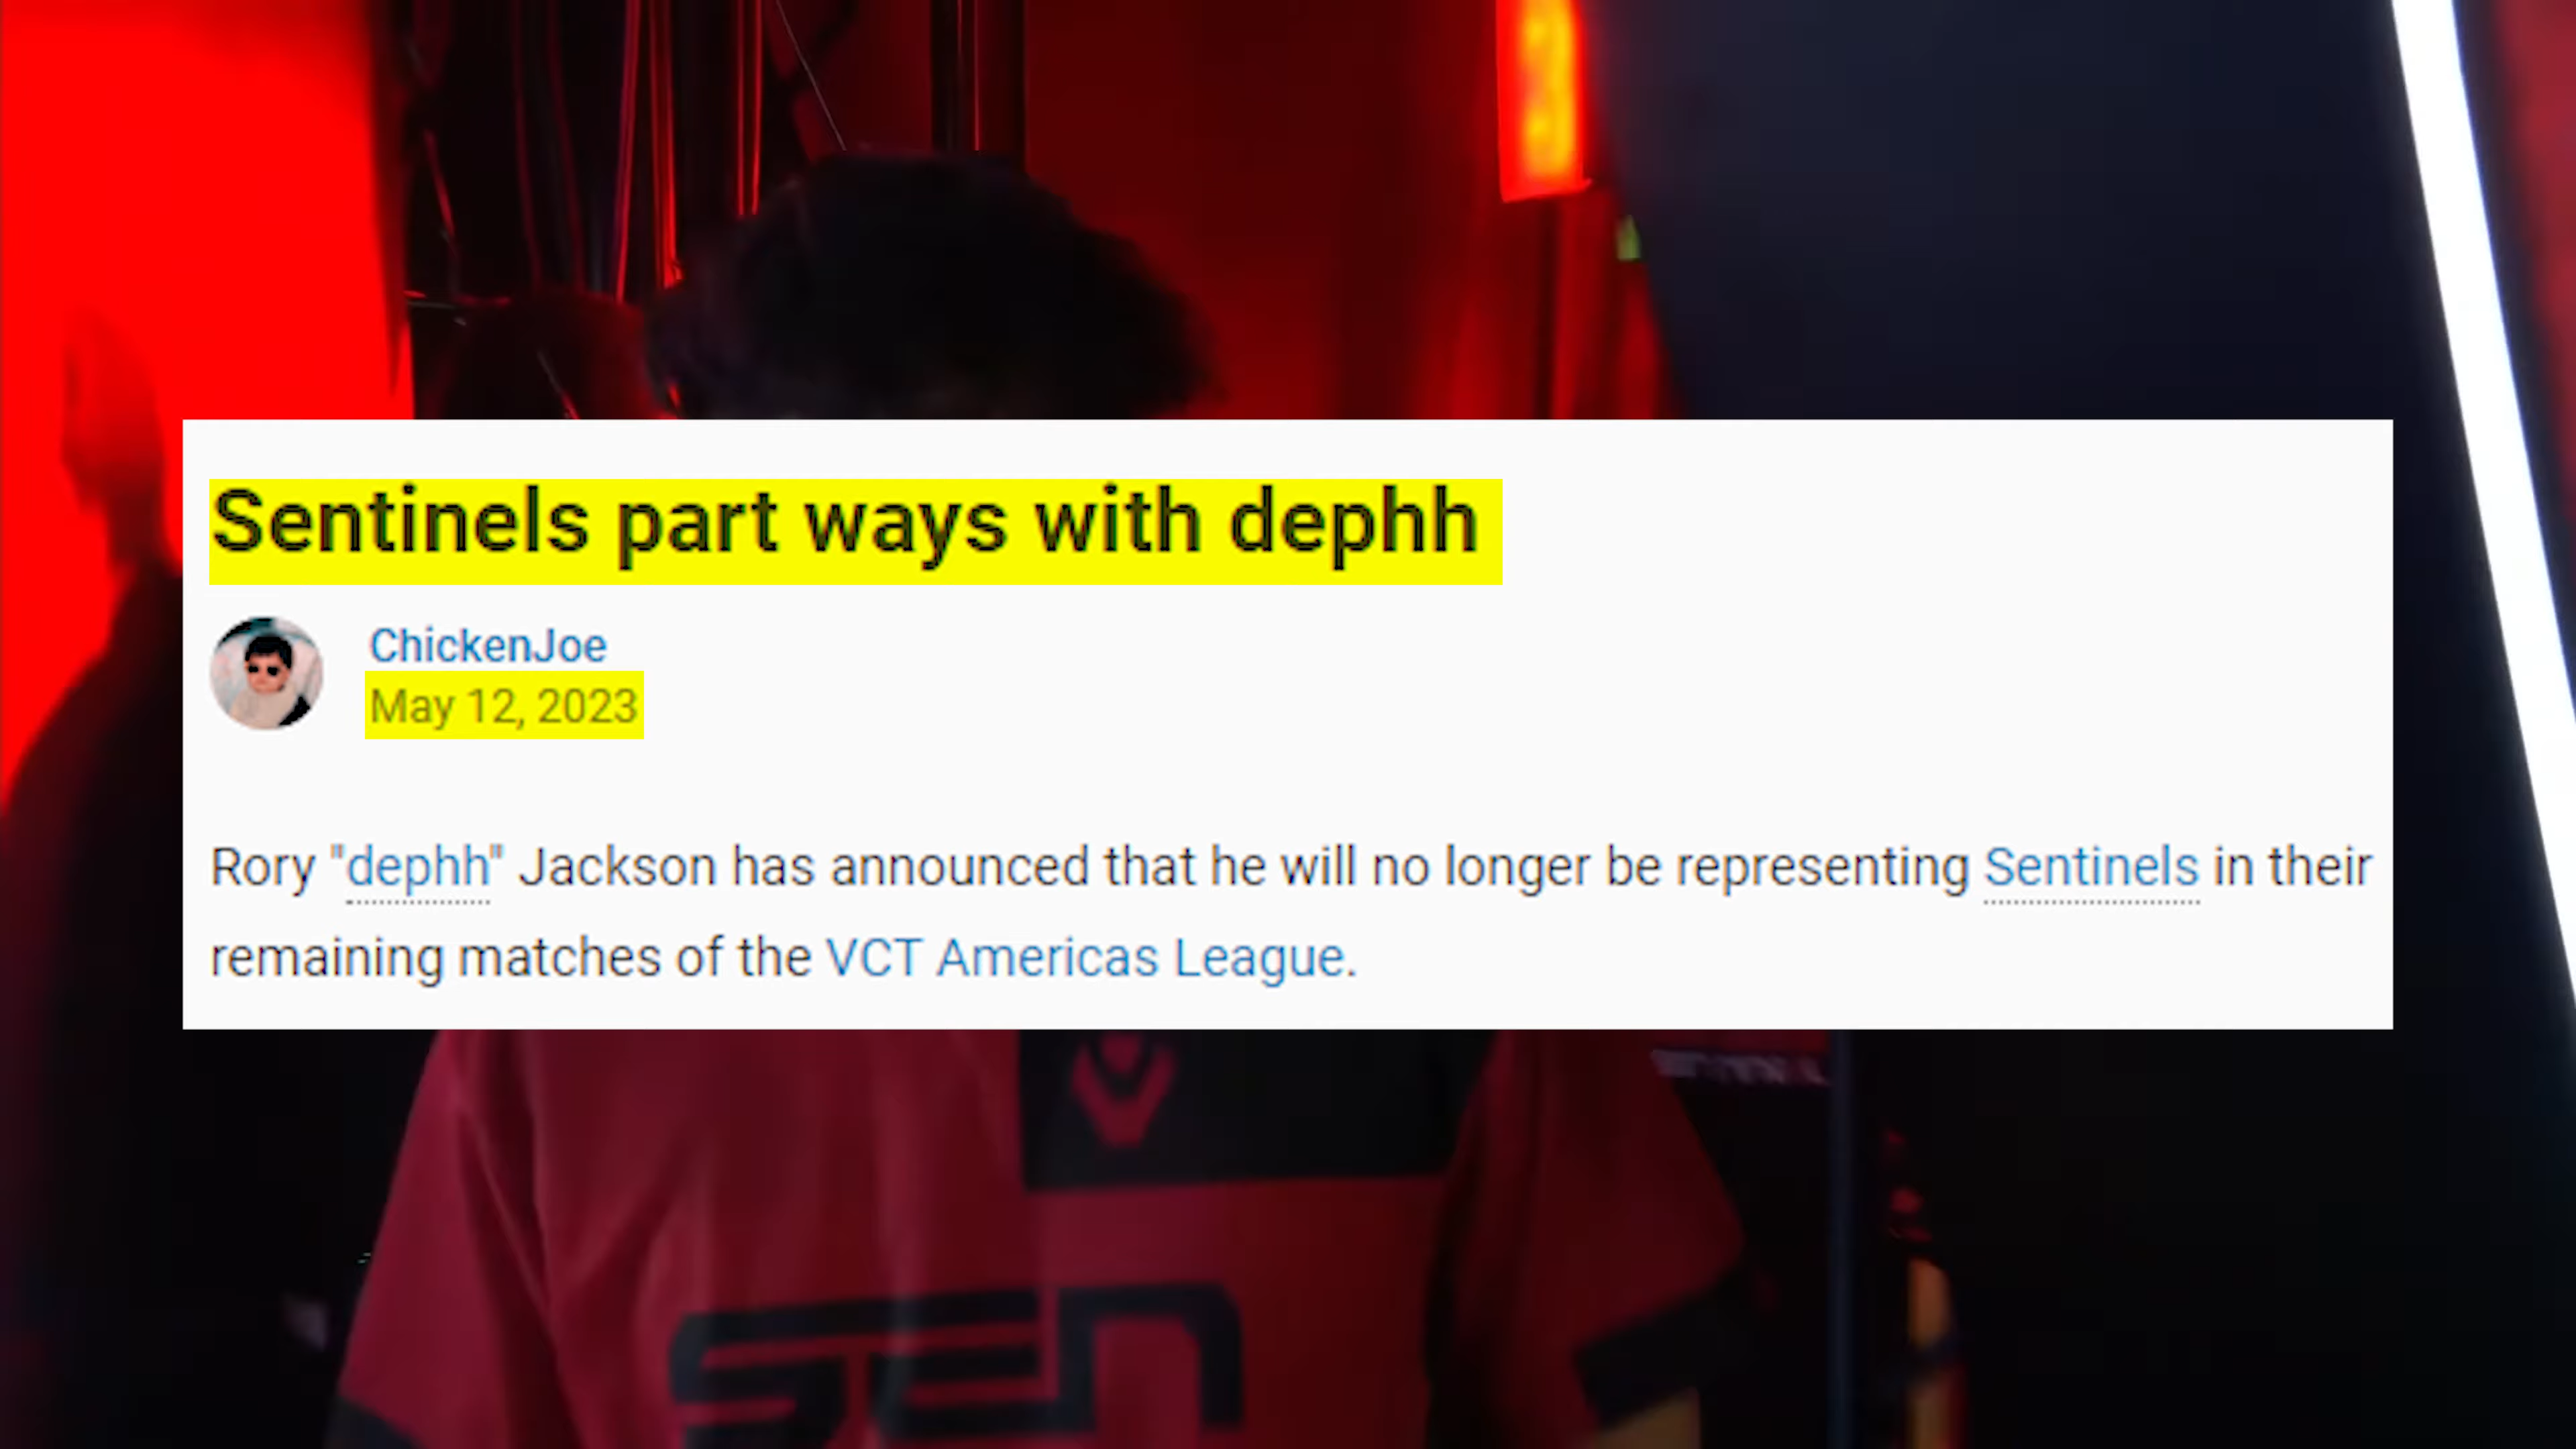 Sentinels part ways with dephh
ChickenJoe
May 12, 2023
Rory "dephh" Jackson has announced that he will no longer be representing Sentinels in their
remaining matches of the VCT Americas League.
SEN